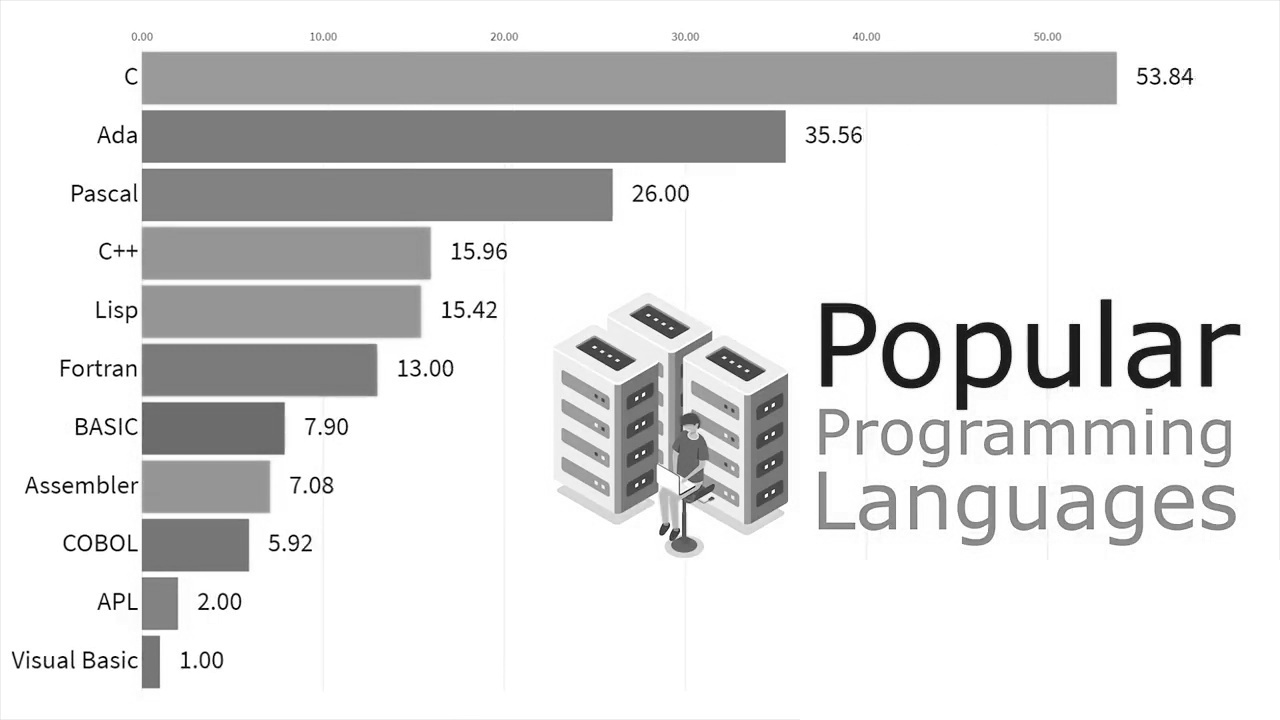 0.00 10.00 20.00 30.00 40.00 50.00
C 53.84
Ada 35.56
Pascal 26.00
C++ 15.96
Lisp 15.42
Fortran 13.00
BASIC 7.90
Assembler 7.08
COBOL 5.92
APL 2.00
Visual Basic 1.00
Popular
Programming
Languages